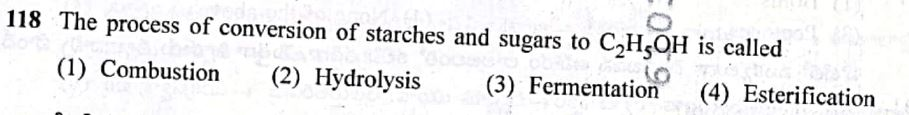 118 The process of conversion of starches and sugars to C₂H₅OH is called
(1) Combustion (2) Hydrolysis (3) Fermentation (4) Esterification